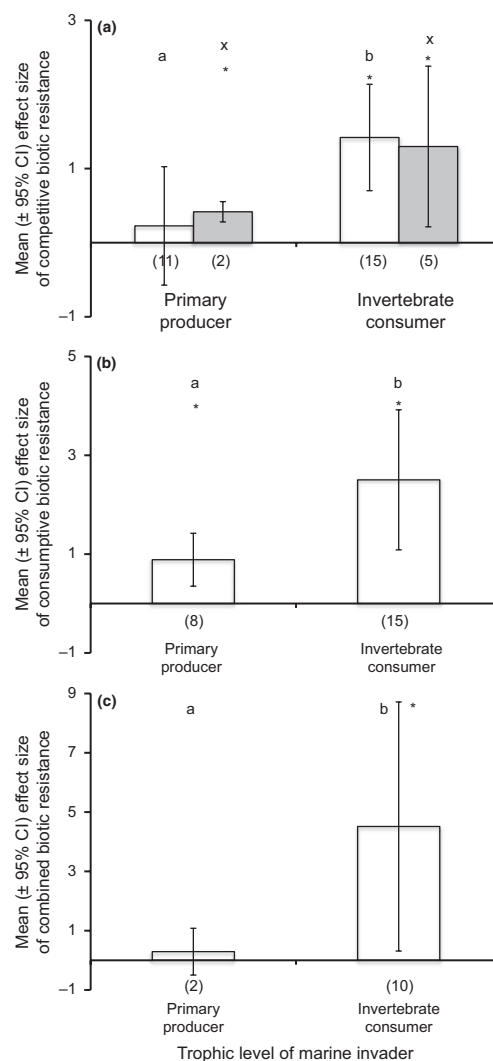 (a)
3
1
–1
Mean (± 95% CI) effect size
of competitive biotic resistance
a
x
*
b
*
x
*
(11)
(2)
(15)
(5)
Primary
producer
Invertebrate
consumer
(b)
5
3
1
–1
Mean (± 95% CI) effect size
of consumptive biotic resistance
a
*
b
*
(8)
(15)
Primary
producer
Invertebrate
consumer
(c)
9
7
5
3
1
–1
Mean (± 95% CI) effect size
of combined biotic resistance
a
b *
(2)
(10)
Primary
producer
Invertebrate
consumer
Trophic level of marine invader